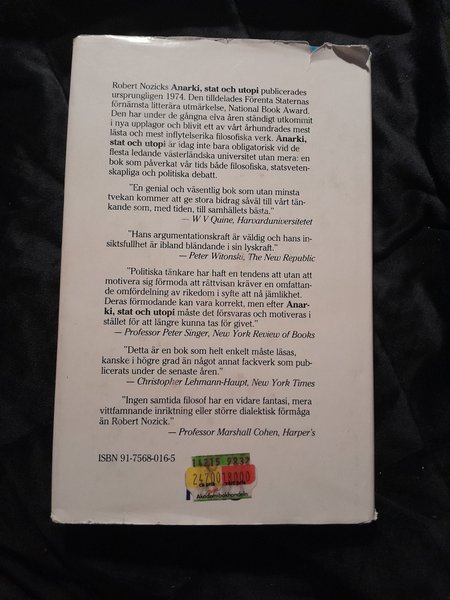 Robert Nozicks Anarki, stat och utopi publicerades
ursprungligen 1974. Den tilldelades Förenta Staternas
förnämsta litterära utmärkelse, National Book Award.
Den har under de gångna elva åren ständigt utkommit
i nya upplagor och blivit ett av vårt århundrades mest
lästa och mest inflytelserika filosofiska verk. Anarki,
stat och utopi är idag inte bara obligatorisk vid de
flesta ledande västerländska universitet utan mera: en
bok som påverkat vår tids både filosofiska, statsveten-
skapliga och politiska debatt.
"En genial och väsentlig bok som utan minsta
tvekan kommer att ge stora bidrag såväl till vårt tän-
kande som, med tiden, till samhällets bästa."
— W V Quine, Harvarduniversitetet
"Hans argumentationskraft är väldig och hans in-
siktsfullhet är ibland bländande i sin lyskraft."
— Peter Witonski, The New Republic
"Politiska tänkare har haft en tendens att utan att
motivera sig förmoda att rättvisan kräver en omfattan-
de omfördelning av rikedom i syfte att nå jämlikhet.
Deras förmodande kan vara korrekt, men efter Anar-
ki, stat och utopi måste det försvaras och motiveras i
stället för att längre kunna tas för givet."
— Professor Peter Singer, New York Review of Books
"Detta är en bok som helt enkelt måste läsas,
kanske i högre grad än något annat fackverk som pub-
licerats under de senaste åren."
— Christopher Lehmann-Haupt, New York Times
"Ingen samtida filosof har en vidare fantasi, mera
vittfamnande inriktning eller större dialektisk förmåga
än Robert Nozick."
— Professor Marshall Cohen, Harper's
ISBN 91-7568-016-5
Akademibokhandeln